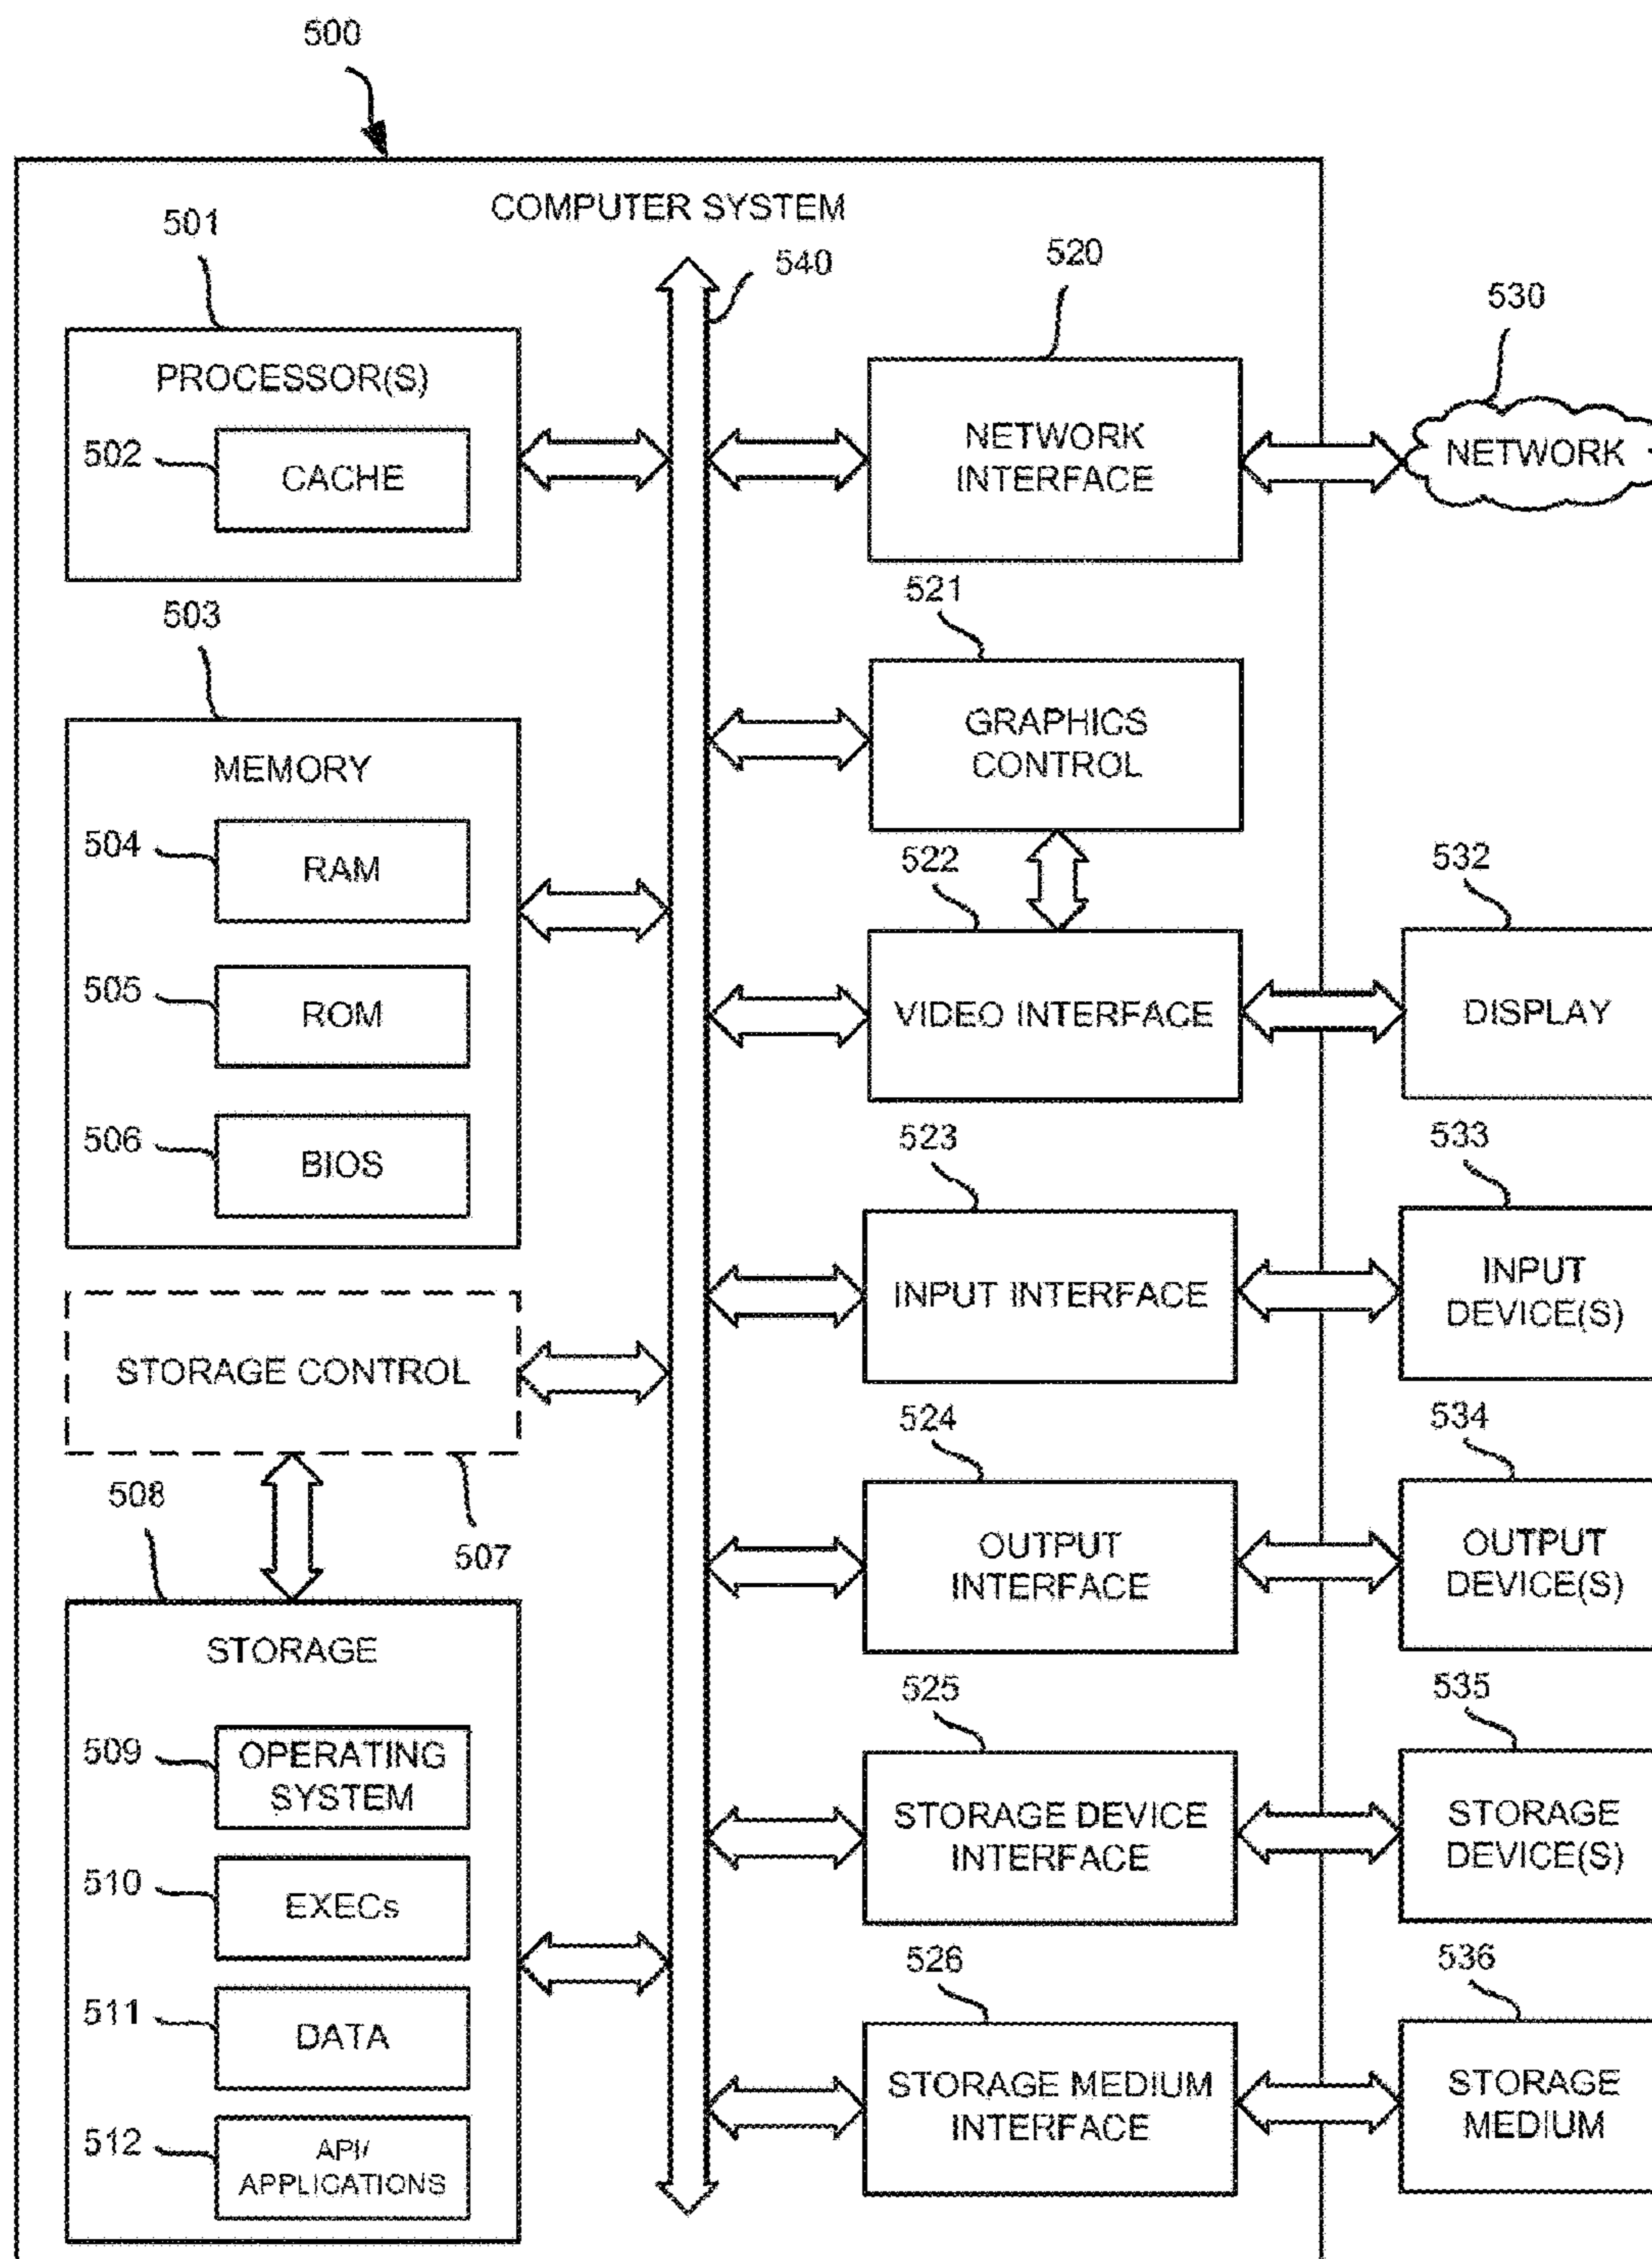 500
COMPUTER SYSTEM
501
540
520
530
PROCESSOR(S)
502
CACHE
NETWORK
INTERFACE
NETWORK
503
521
MEMORY
GRAPHICS
CONTROL
504
RAM
522
532
505
ROM
VIDEO INTERFACE
DISPLAY
506
BIOS
523
533
INPUT INTERFACE
INPUT
DEVICE(S)
STORAGE CONTROL
507
524
534
508
OUTPUT
INTERFACE
OUTPUT
DEVICE(S)
STORAGE
525
535
509
OPERATING
SYSTEM
STORAGE DEVICE
INTERFACE
STORAGE
DEVICE(S)
510
EXECs
526
536
511
DATA
STORAGE MEDIUM
INTERFACE
STORAGE
MEDIUM
512
API/
APPLICATIONS